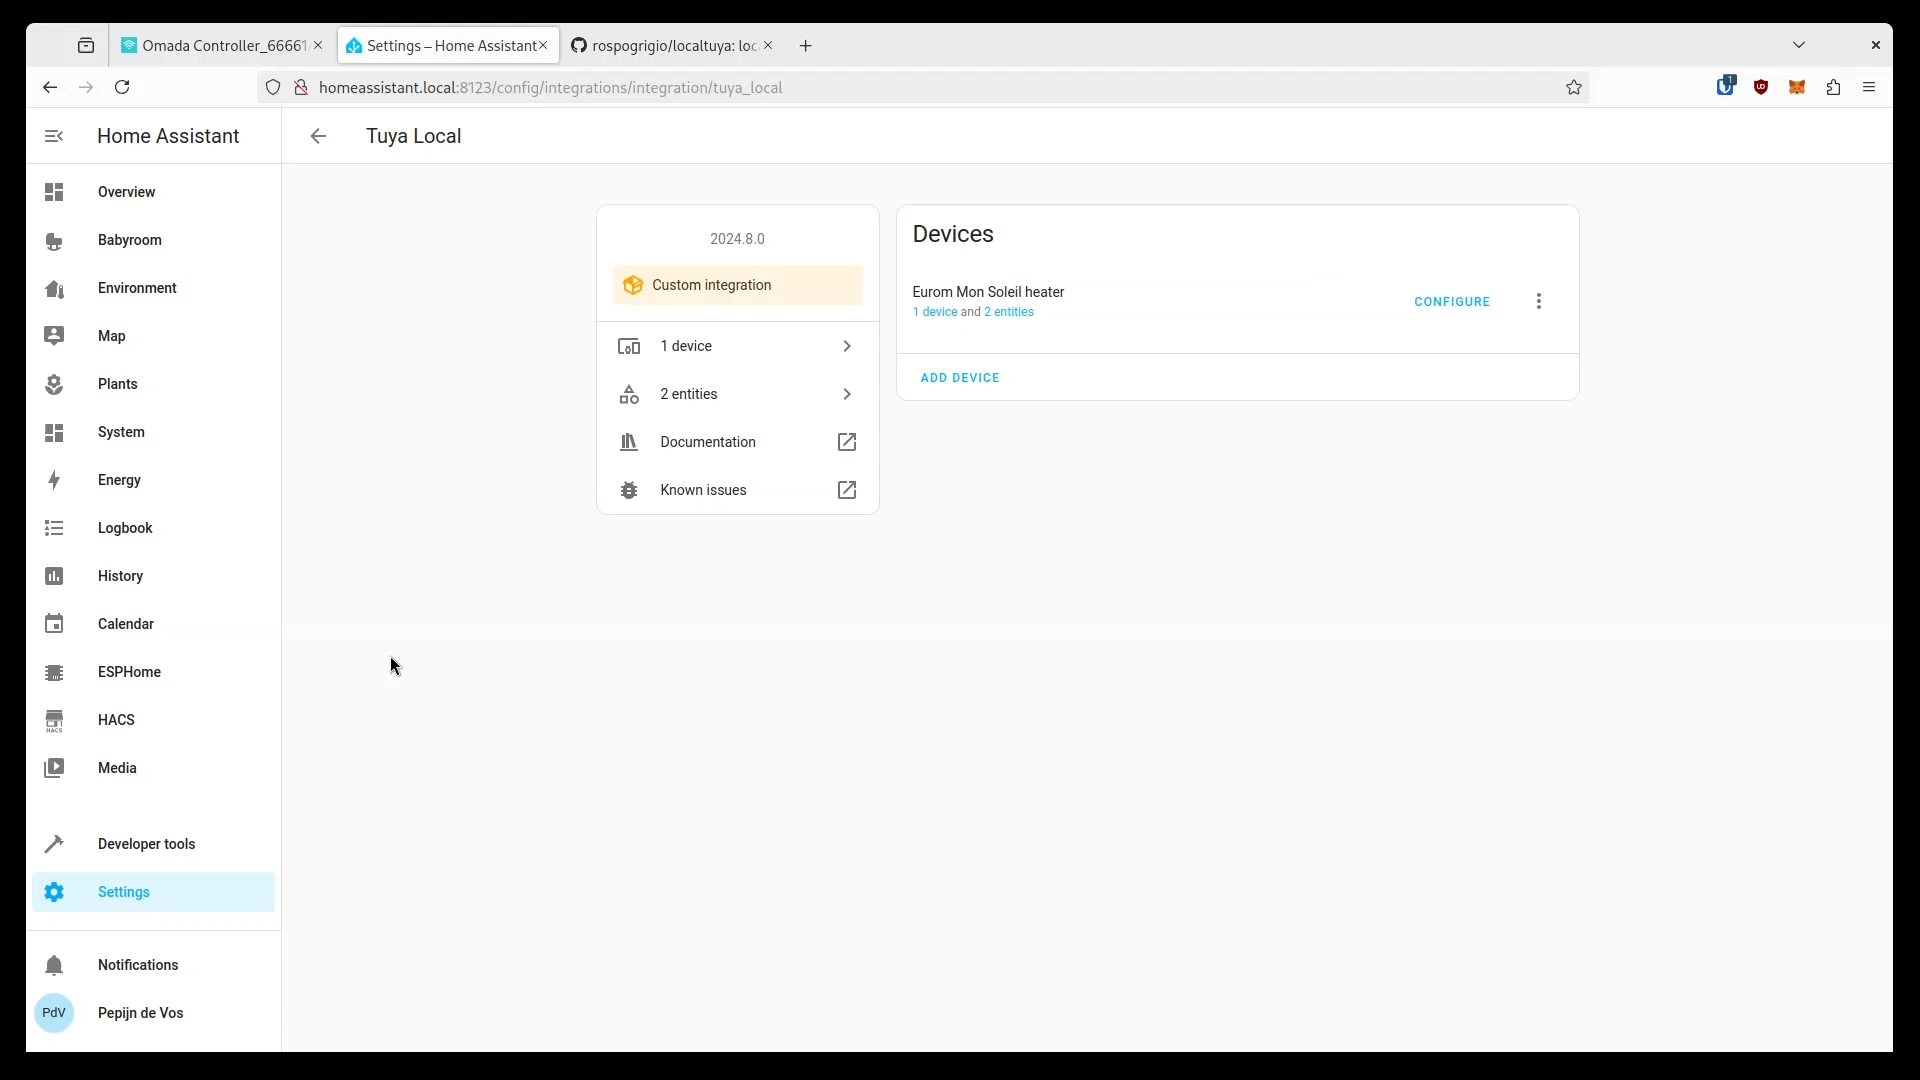 Omada Controller_66661
Settings – Home Assistant
rospogrigio/localtuya: loc
homeassistant.local:8123/config/integrations/integration/tuya_local
1
Home Assistant
Tuya Local
Overview
Babyroom
Environment
Map
Plants
System
Energy
Logbook
History
Calendar
ESPHome
HACS
HACS
Media
Developer tools
Settings
Notifications
PdV
Pepijn de Vos
2024.8.0
Custom integration
1 device
2 entities
Documentation
Known issues
Devices
Eurom Mon Soleil heater
1 device and 2 entities
CONFIGURE
ADD DEVICE